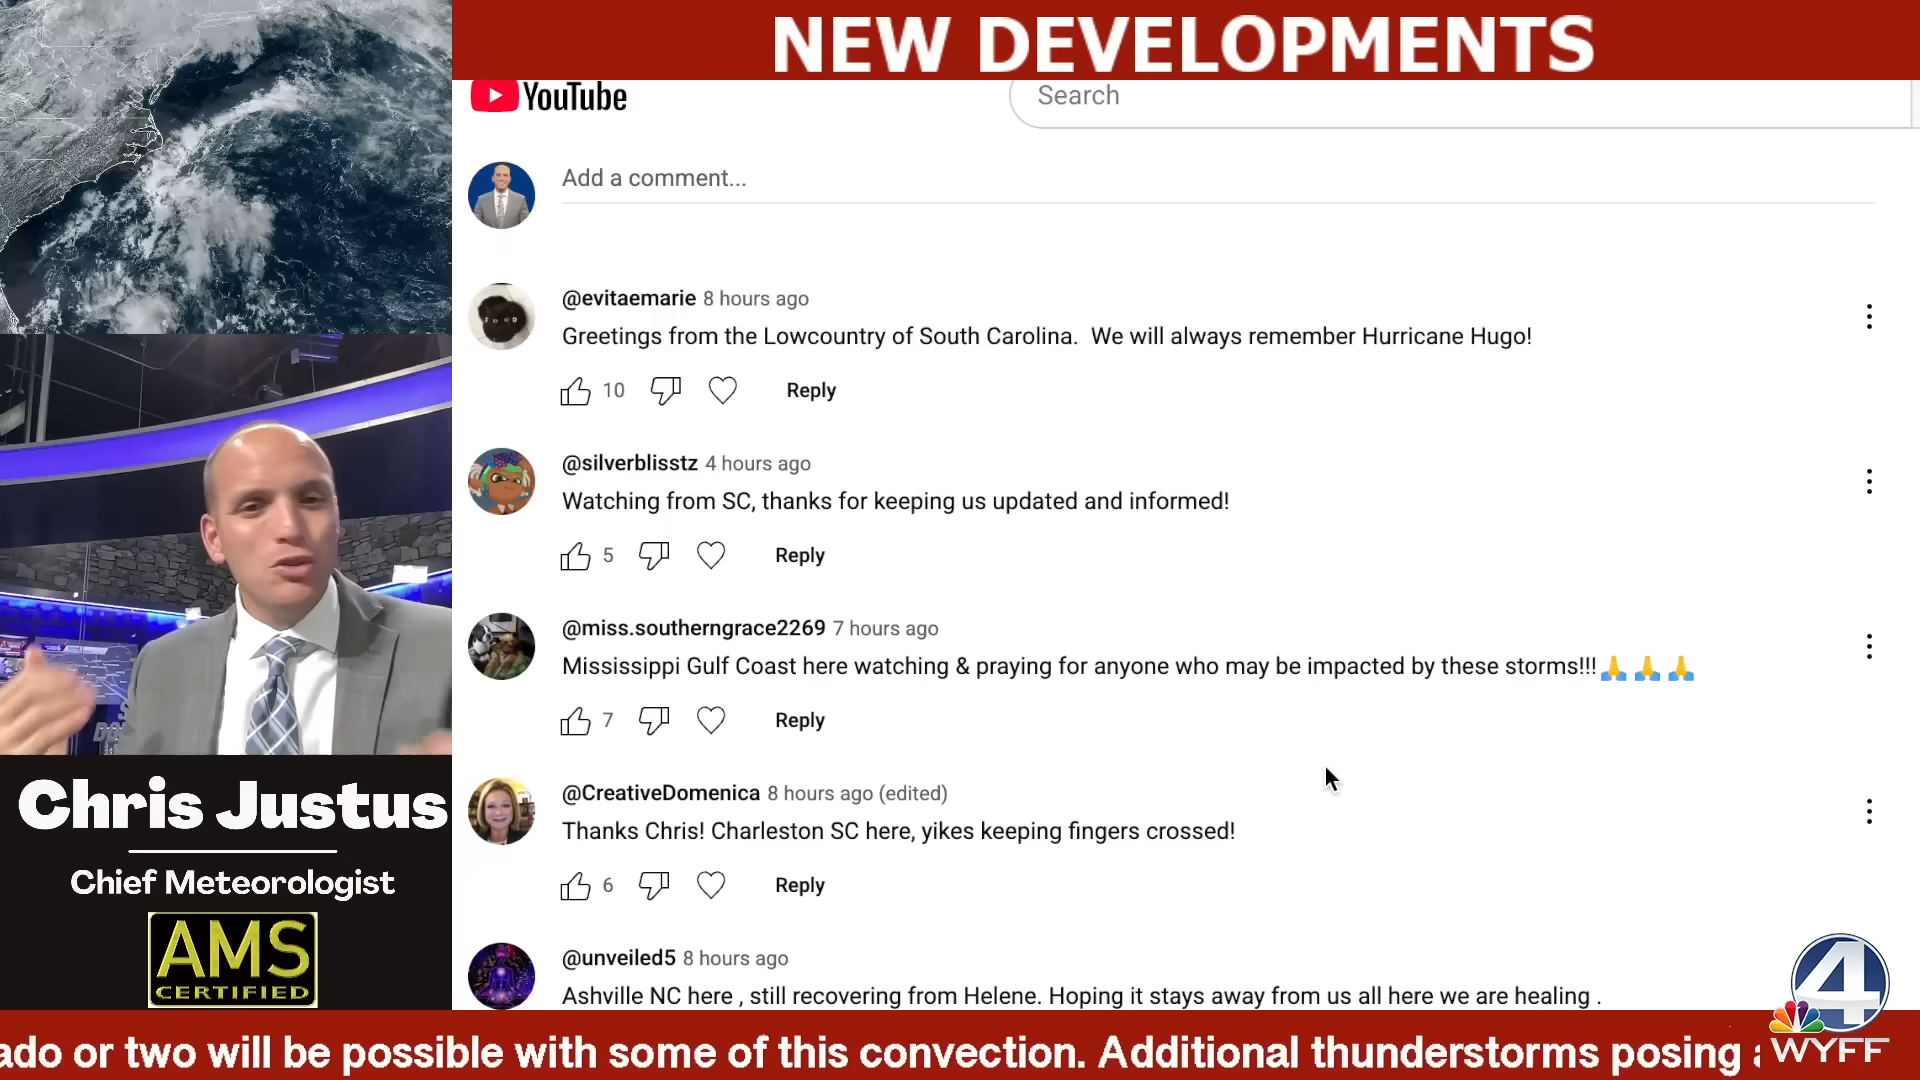 NEW DEVELOPMENTS
YouTube
Search
Add a comment...
@evitaemarie 8 hours ago
Greetings from the Lowcountry of South Carolina.  We will always remember Hurricane Hugo!
10
Reply
@silverblisstz 4 hours ago
Watching from SC, thanks for keeping us updated and informed!
5
Reply
@miss.southerngrace2269 7 hours ago
Mississippi Gulf Coast here watching & praying for anyone who may be impacted by these storms!!!🙏🙏🙏
7
Reply
@CreativeDomenica 8 hours ago (edited)
Thanks Chris! Charleston SC here, yikes keeping fingers crossed!
6
Reply
@unveiled5 8 hours ago
Ashville NC here , still recovering from Helene. Hoping it stays away from us all here we are healing .
Chris Justus
Chief Meteorologist
AMS
CERTIFIED
4
WYFF
ado or two will be possible with some of this convection. Additional thunderstorms posing